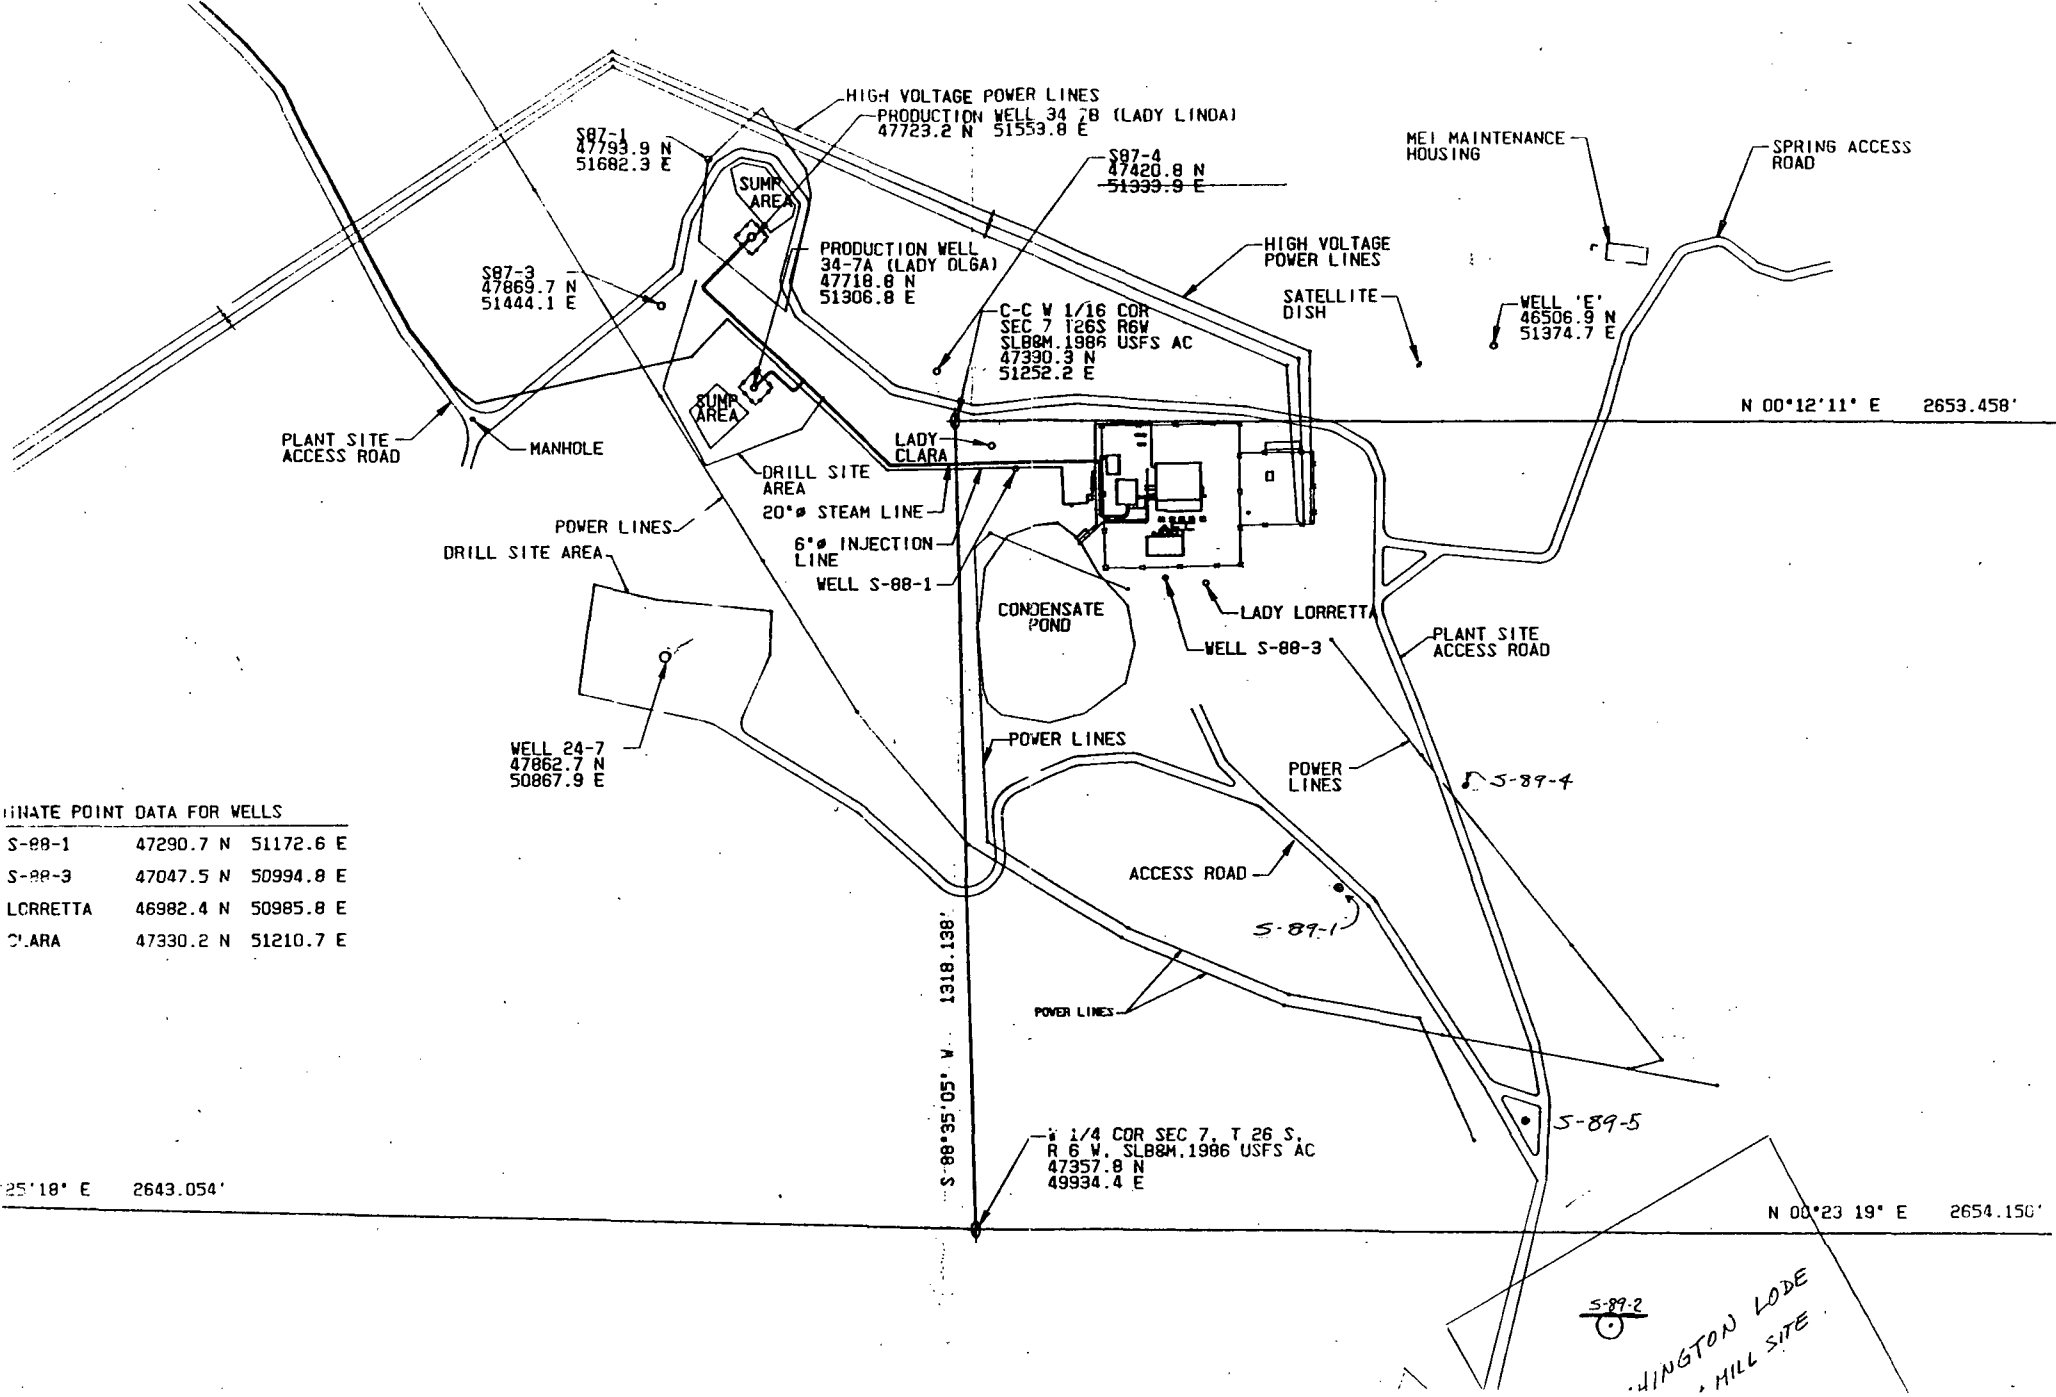 HIGH VOLTAGE POWER LINES
PRODUCTION WELL 34 7B (LADY LINDA)
47723.2 N 51553.8 E
S87-1
47793.9 N
51682.3 E
S87-4
47420.8 N
51333.9 E
MEI MAINTENANCE
HOUSING
SPRING ACCESS
ROAD
SUMP
AREA
PRODUCTION WELL
34-7A (LADY OLGA)
47718.8 N
51306.8 E
HIGH VOLTAGE
POWER LINES
S87-3
47869.7 N
51444.1 E
C-C W 1/16 COR
SEC 7 T26S R6W
SLB&M.1986 USFS AC
47390.3 N
51252.2 E
SATELLITE
DISH
WELL 'E'
46506.9 N
51374.7 E
SUMP
AREA
N 00°12'11" E 2653.458'
PLANT SITE
ACCESS ROAD
MANHOLE
LADY
CLARA
DRILL SITE
AREA
20"ø STEAM LINE
POWER LINES
DRILL SITE AREA
6"ø INJECTION
LINE
WELL S-88-1
CONDENSATE
POND
LADY LORRETTA
WELL S-88-3
PLANT SITE
ACCESS ROAD
WELL 24-7
47862.7 N
50867.9 E
POWER LINES
POWER
LINES
S-89-4
INATE POINT DATA FOR WELLS
S-88-1 47290.7 N 51172.6 E
S-88-3 47047.5 N 50994.8 E
LORRETTA 46982.4 N 50985.8 E
CLARA 47330.2 N 51210.7 E
ACCESS ROAD
S-89-1
S 88°35'05" W 1318.138'
POWER LINES
S-89-5
W 1/4 COR SEC 7, T 26 S,
R 6 W, SLB&M.1986 USFS AC
47357.8 N
49934.4 E
25'18" E 2643.054'
N 00°23 19" E 2654.150'
S-89-2
HINGTON LODE
MILL SITE